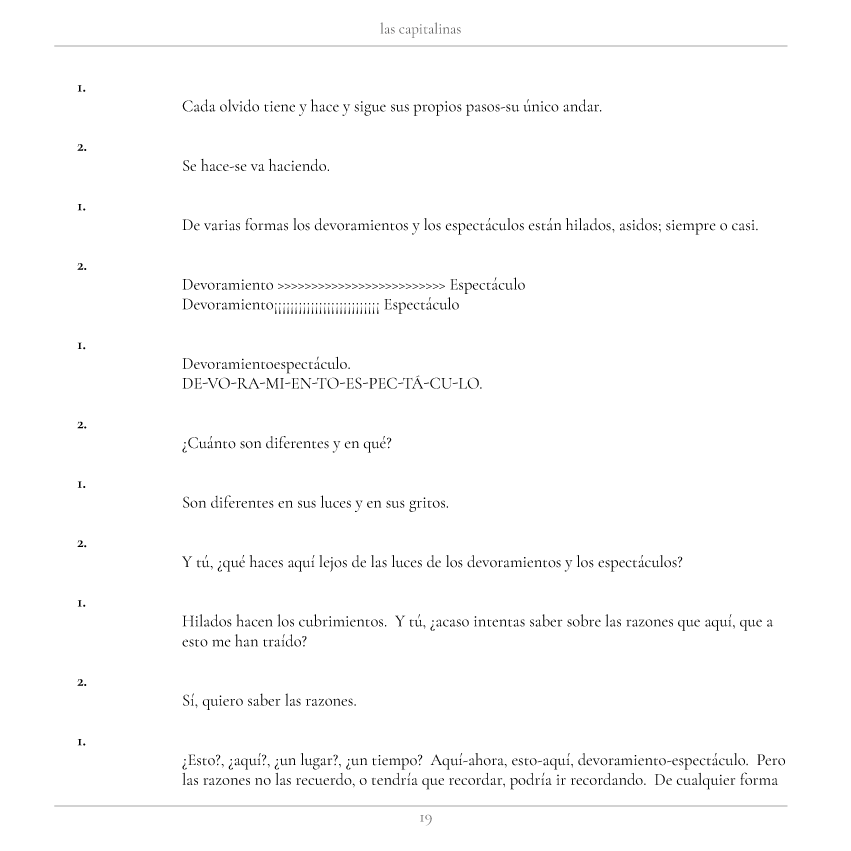 las capitalinas
1.
Cada olvido tiene y hace y sigue sus propios pasos-su único andar.
2.
Se hace-se va haciendo.
1.
De varias formas los devoramientos y los espectáculos están hilados, asidos; siempre o casi.
2.
Devoramiento >>>>>>>>>>>>>>>>>>>>>>>>> Espectáculo
Devoramiento¡¡¡¡¡¡¡¡¡¡¡¡¡¡¡¡¡¡¡¡¡¡¡¡¡¡ Espectáculo
1.
Devoramientoespectáculo.
DE-VO-RA-MI-EN-TO-ES-PEC-TÁ-CU-LO.
2.
¿Cuánto son diferentes y en qué?
1.
Son diferentes en sus luces y en sus gritos.
2.
Y tú, ¿qué haces aquí lejos de las luces de los devoramientos y los espectáculos?
1.
Hilados hacen los cubrimientos.  Y tú, ¿acaso intentas saber sobre las razones que aquí, que a
esto me han traído?
2.
Sí, quiero saber las razones.
1.
¿Esto?, ¿aquí?, ¿un lugar?, ¿un tiempo?  Aquí-ahora, esto-aquí, devoramiento-espectáculo.  Pero
las razones no las recuerdo, o tendría que recordar, podría ir recordando.  De cualquier forma
19